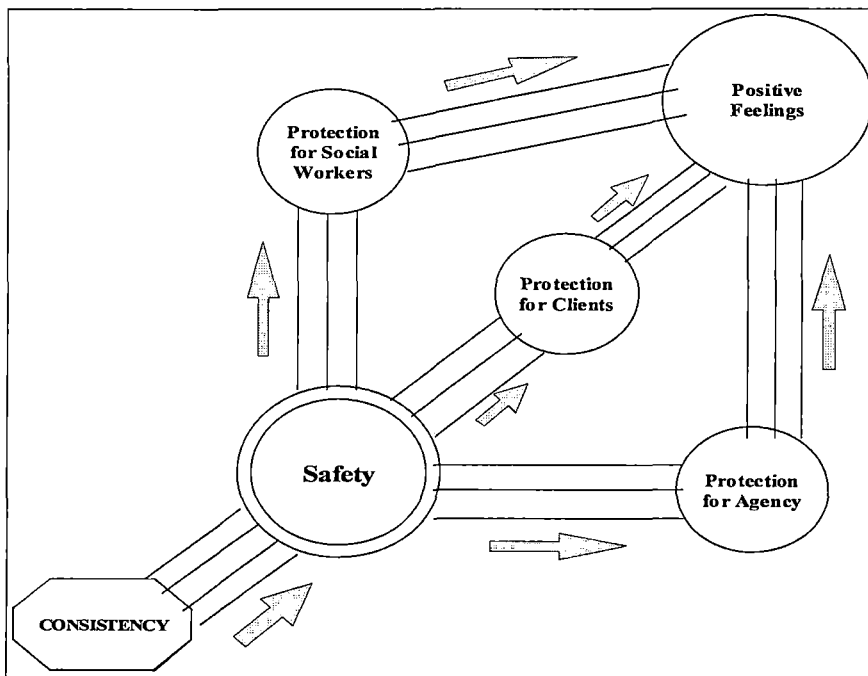 Positive
Feelings
Protection
for Social
Workers
Protection
for Clients
Safety
Protection
for Agency
CONSISTENCY